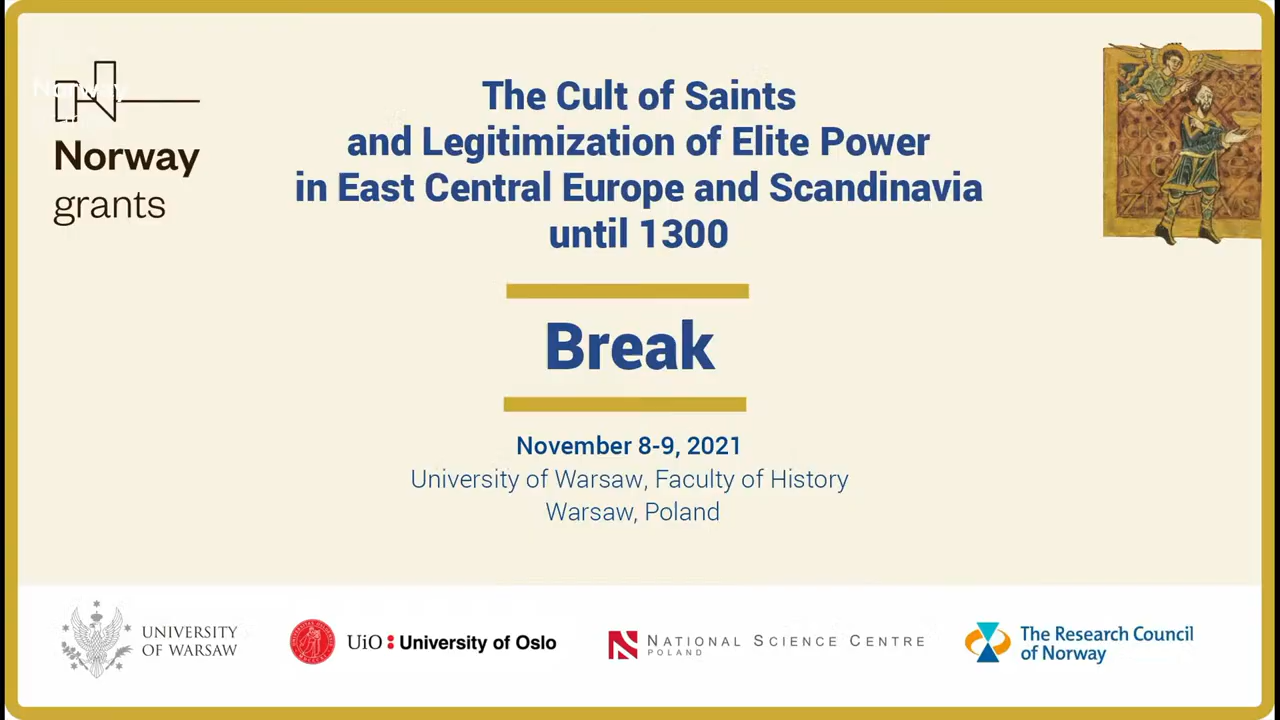 Norway
grants
The Cult of Saints
and Legitimization of Elite Power
in East Central Europe and Scandinavia
until 1300
Break
November 8-9, 2021
University of Warsaw, Faculty of History
Warsaw, Poland
UNIVERSITY
OF WARSAW
UiO : University of Oslo
NATIONAL SCIENCE CENTRE
POLAND
The Research Council
of Norway